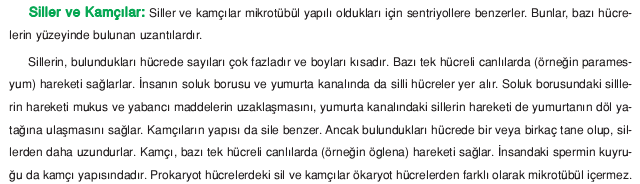 Siller ve Kamçılar: Siller ve kamçılar mikrotübül yapılı oldukları için sentriyollere benzerler. Bunlar, bazı hücre-
lerin yüzeyinde bulunan uzantılardır.
Sillerin, bulundukları hücrede sayıları çok fazladır ve boyları kısadır. Bazı tek hücreli canlılarda (örneğin parames-
yum) hareketi sağlarlar. İnsanın soluk borusu ve yumurta kanalında da silli hücreler yer alır. Soluk borusundaki sillle-
rin hareketi mukus ve yabancı maddelerin uzaklaşmasını, yumurta kanalındaki sillerin hareketi de yumurtanın döl ya-
tağına ulaşmasını sağlar. Kamçıların yapısı da sile benzer. Ancak bulundukları hücrede bir veya birkaç tane olup, sil-
lerden daha uzundurlar. Kamçı, bazı tek hücreli canlılarda (örneğin öglena) hareketi sağlar. İnsandaki spermin kuyru-
ğu da kamçı yapısındadır. Prokaryot hücrelerdeki sil ve kamçılar ökaryot hücrelerden farklı olarak mikrotübül içermez.